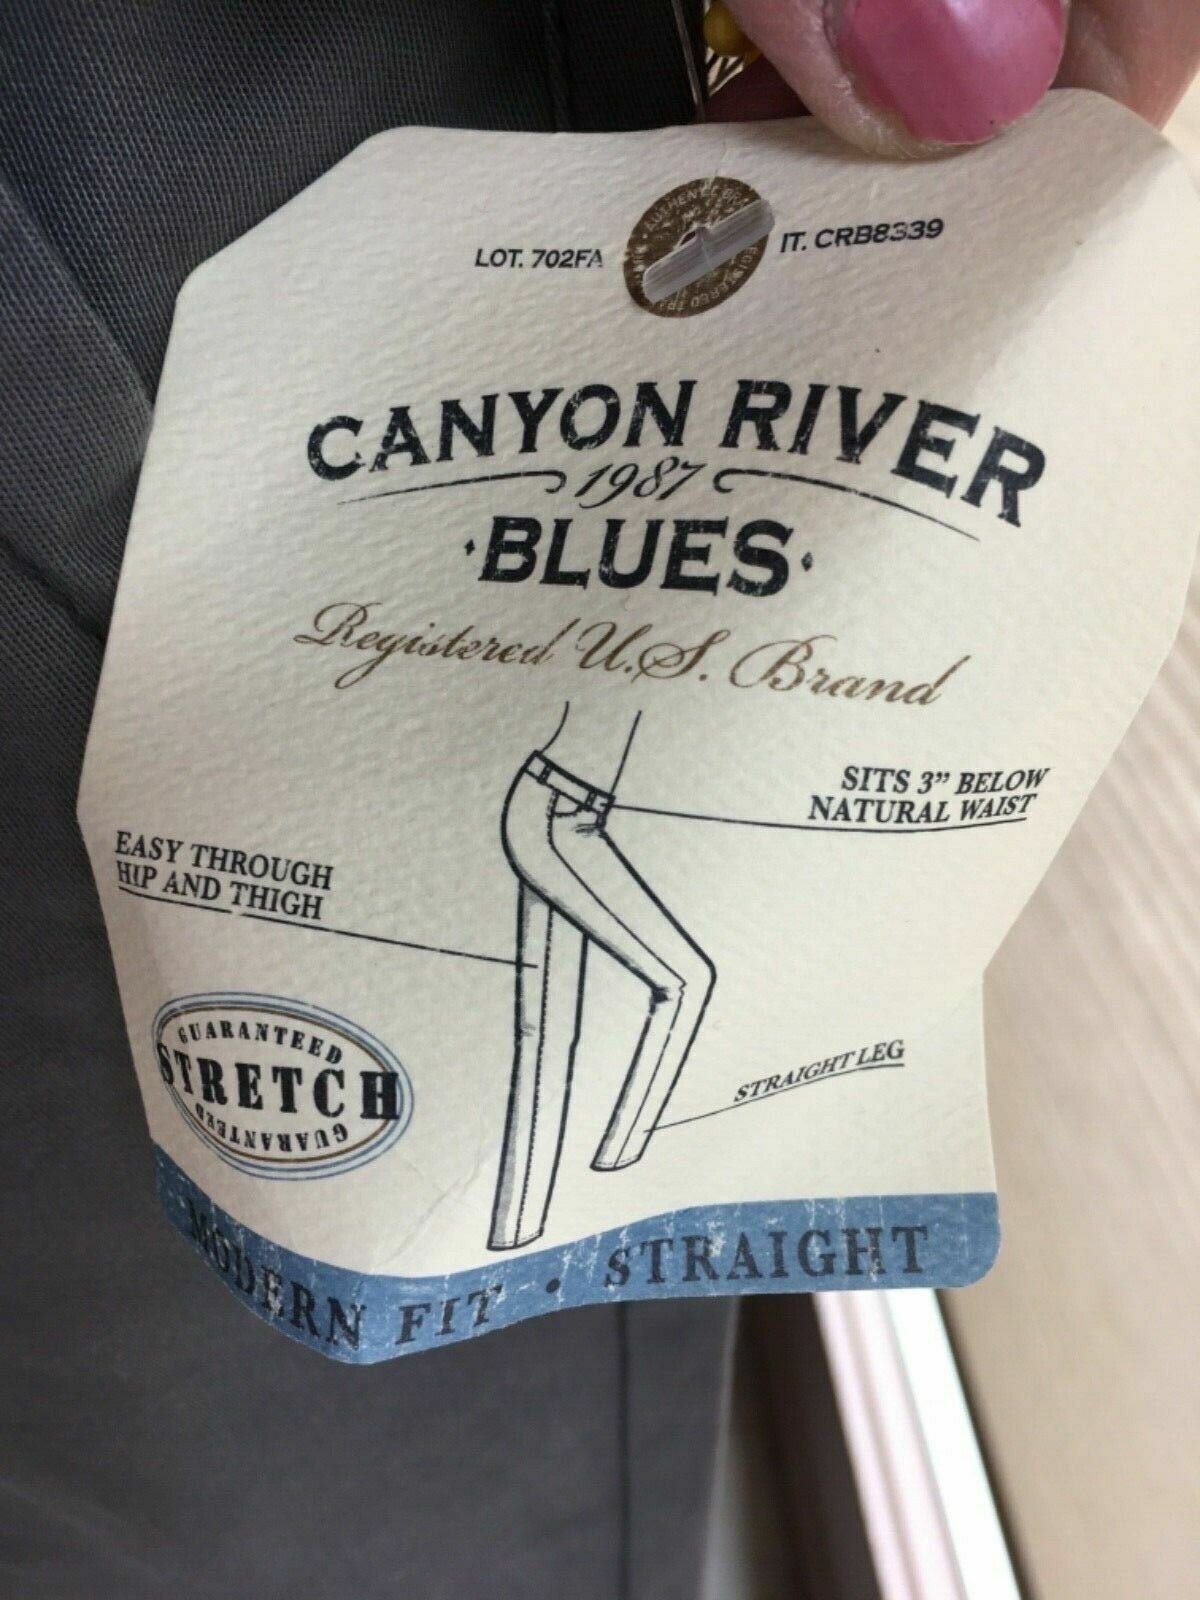 LOT. 702FA
IT. CRB8339
CANYON RIVER
1987
BLUES
Registered U.S. Brand
SITS 3" BELOW
NATURAL WAIST
EASY THROUGH
HIP AND THIGH
GUARANTEED
STRETCH
GUARANTEED
STRAIGHT LEG
MODERN FIT • STRAIGHT